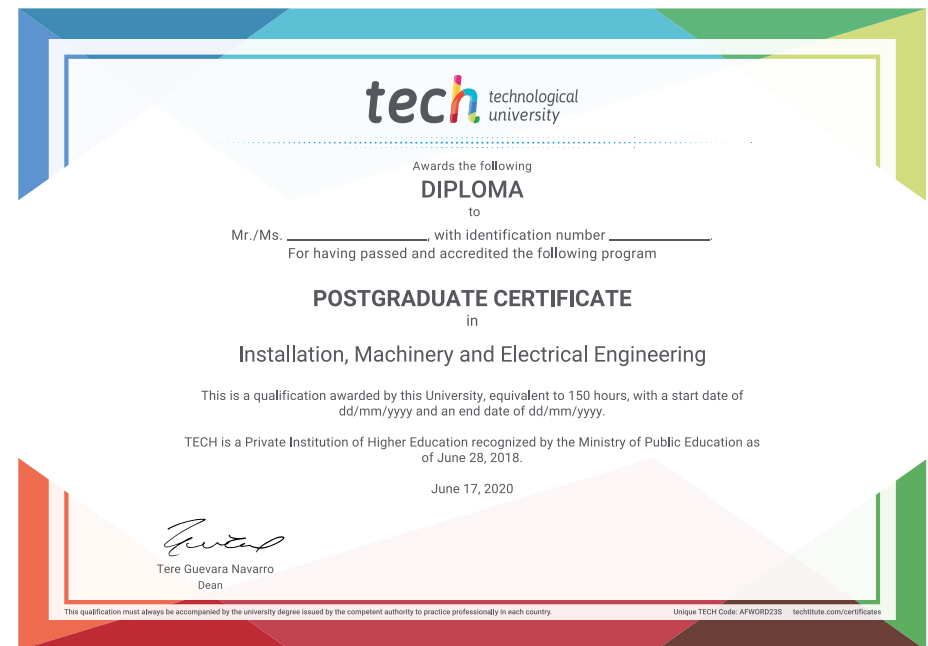 tech technological
university
Awards the following
DIPLOMA
to
Mr./Ms. ____________________, with identification number ______________.
For having passed and accredited the following program
POSTGRADUATE CERTIFICATE
in
Installation, Machinery and Electrical Engineering
This is a qualification awarded by this University, equivalent to 150 hours, with a start date of
dd/mm/yyyy and an end date of dd/mm/yyyy.
TECH is a Private Institution of Higher Education recognized by the Ministry of Public Education as
of June 28, 2018.
June 17, 2020
Tere Guevara Navarro
Dean
This qualification must always be accompanied by the university degree issued by the competent authority to practice professionally in each country. Unique TECH Code: AFWORD23S techtitute.com/certificates